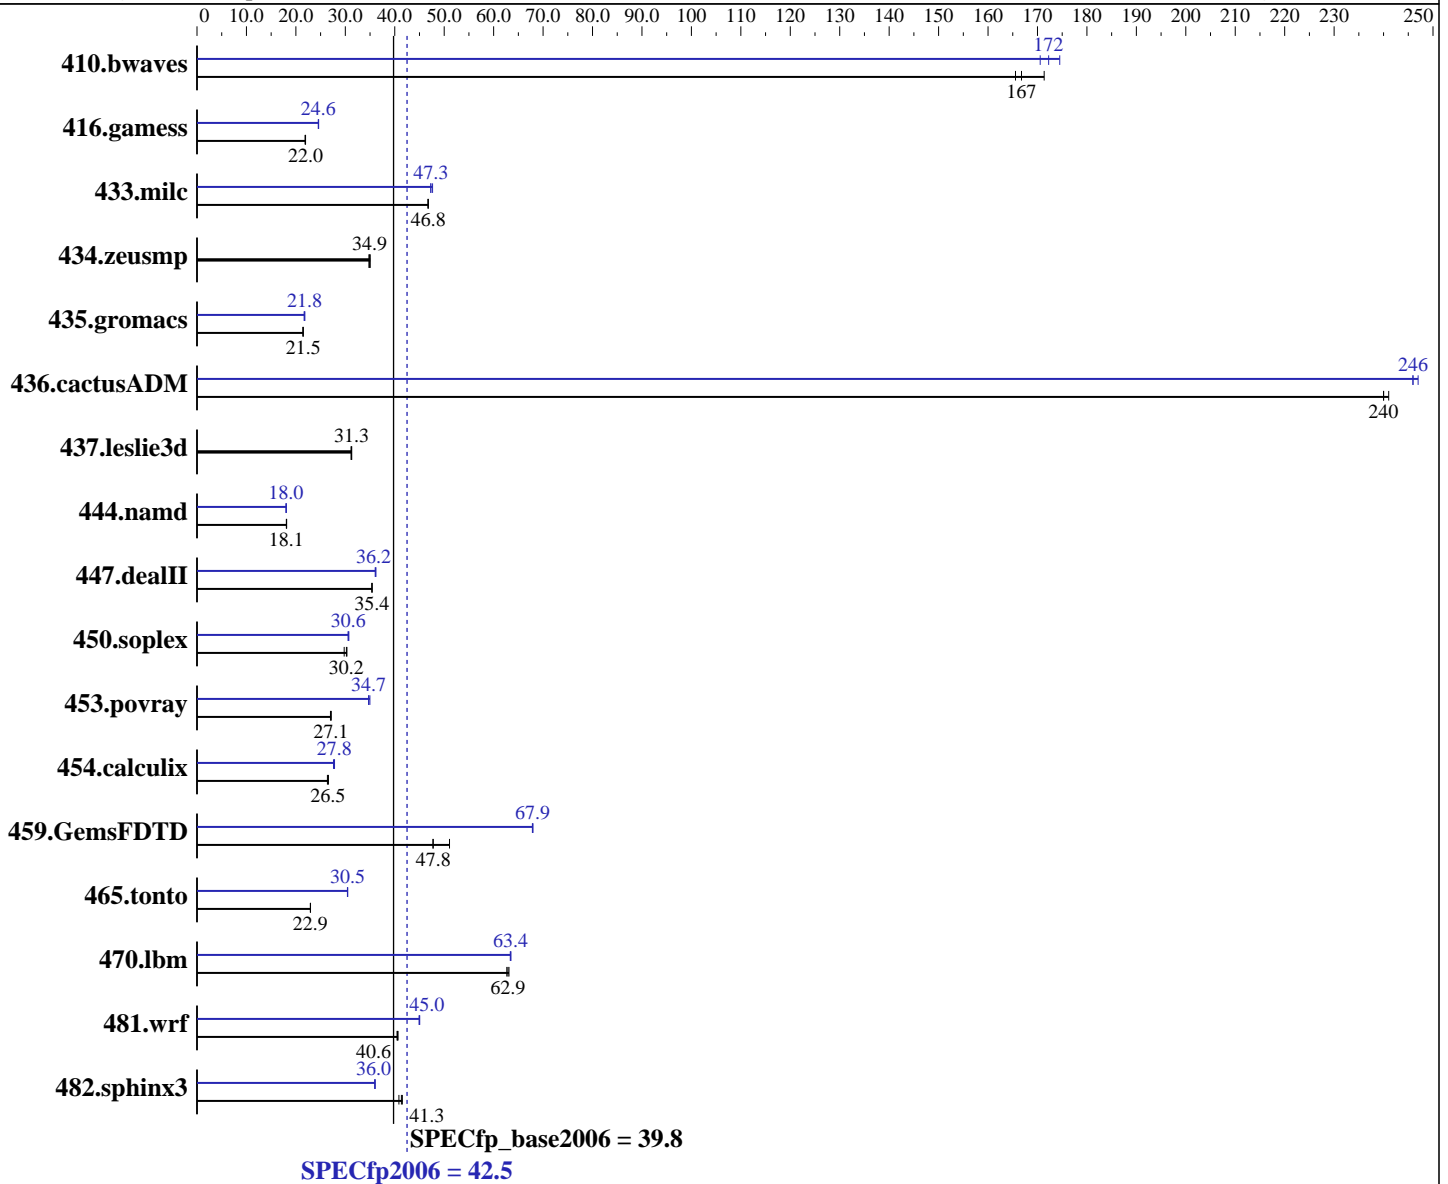 0 10.0 20.0 30.0 40.0 50.0 60.0 70.0 80.0 90.0 100 110 120 130 140 150 160 170 180 190 200 210 220 230 250
172
410.bwaves
167
24.6
416.gamess
22.0
47.3
433.milc
46.8
34.9
434.zeusmp
21.8
435.gromacs
21.5
246
436.cactusADM
240
31.3
437.leslie3d
18.0
444.namd
18.1
36.2
447.dealII
35.4
30.6
450.soplex
30.2
34.7
453.povray
27.1
27.8
454.calculix
26.5
67.9
459.GemsFDTD
47.8
30.5
465.tonto
22.9
63.4
470.lbm
62.9
45.0
481.wrf
40.6
36.0
482.sphinx3
41.3
SPECfp_base2006 = 39.8
SPECfp2006 = 42.5